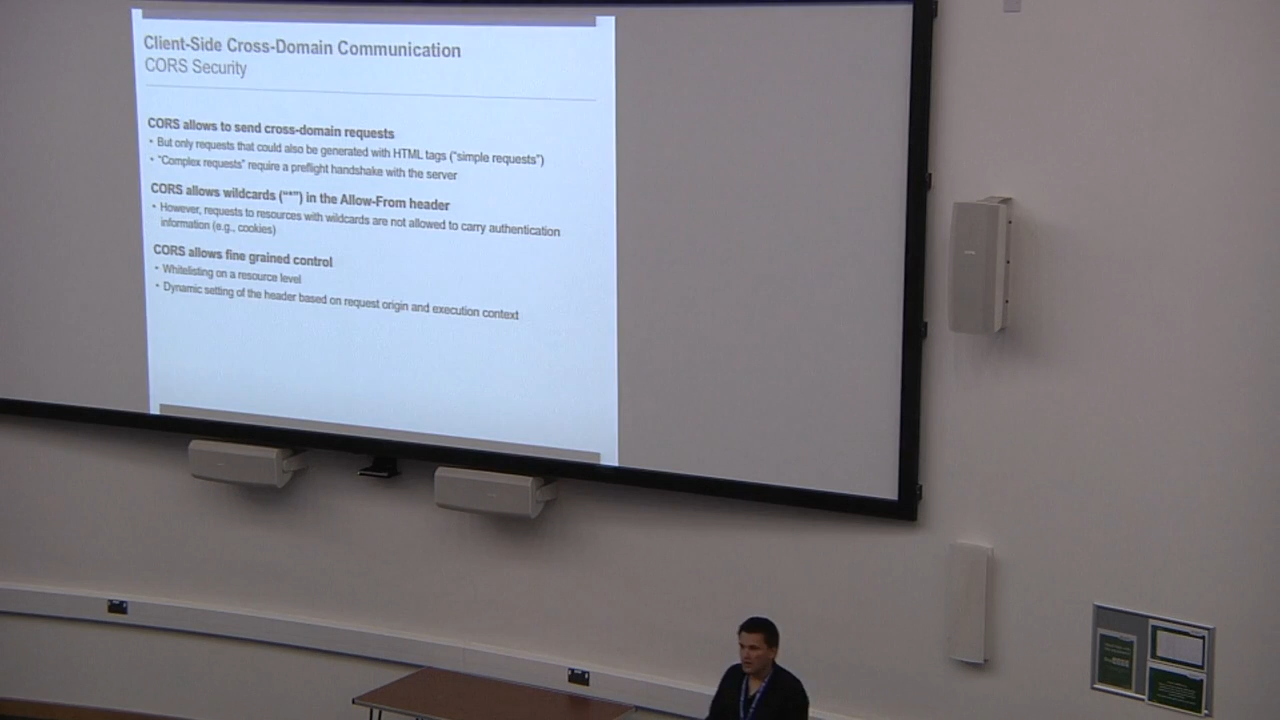 Client-Side Cross-Domain Communication
CORS Security
CORS allows to send cross-domain requests
• But only requests that could also be generated with HTML tags ("simple requests")
• "Complex requests" require a preflight handshake with the server
CORS allows wildcards ("*") in the Allow-From header
• However, requests to resources with wildcards are not allowed to carry authentication
information (e.g., cookies)
CORS allows fine grained control
• Whitelisting on a resource level
• Dynamic setting of the header based on request origin and execution context